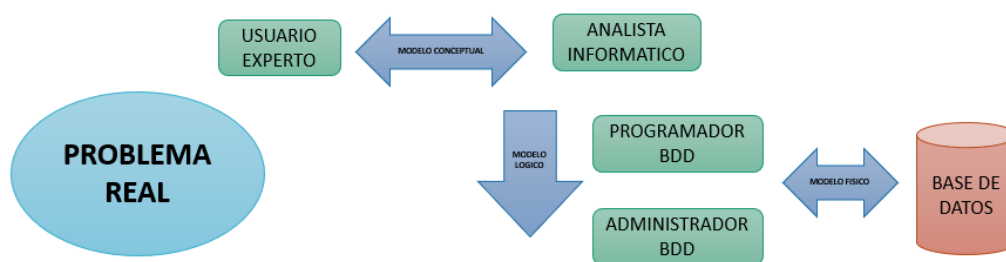 USUARIO
EXPERTO
MODELO CONCEPTUAL
ANALISTA
INFORMATICO
PROBLEMA
REAL
MODELO
LOGICO
PROGRAMADOR
BDD
MODELO FISICO
BASE DE
DATOS
ADMINISTRADOR
BDD